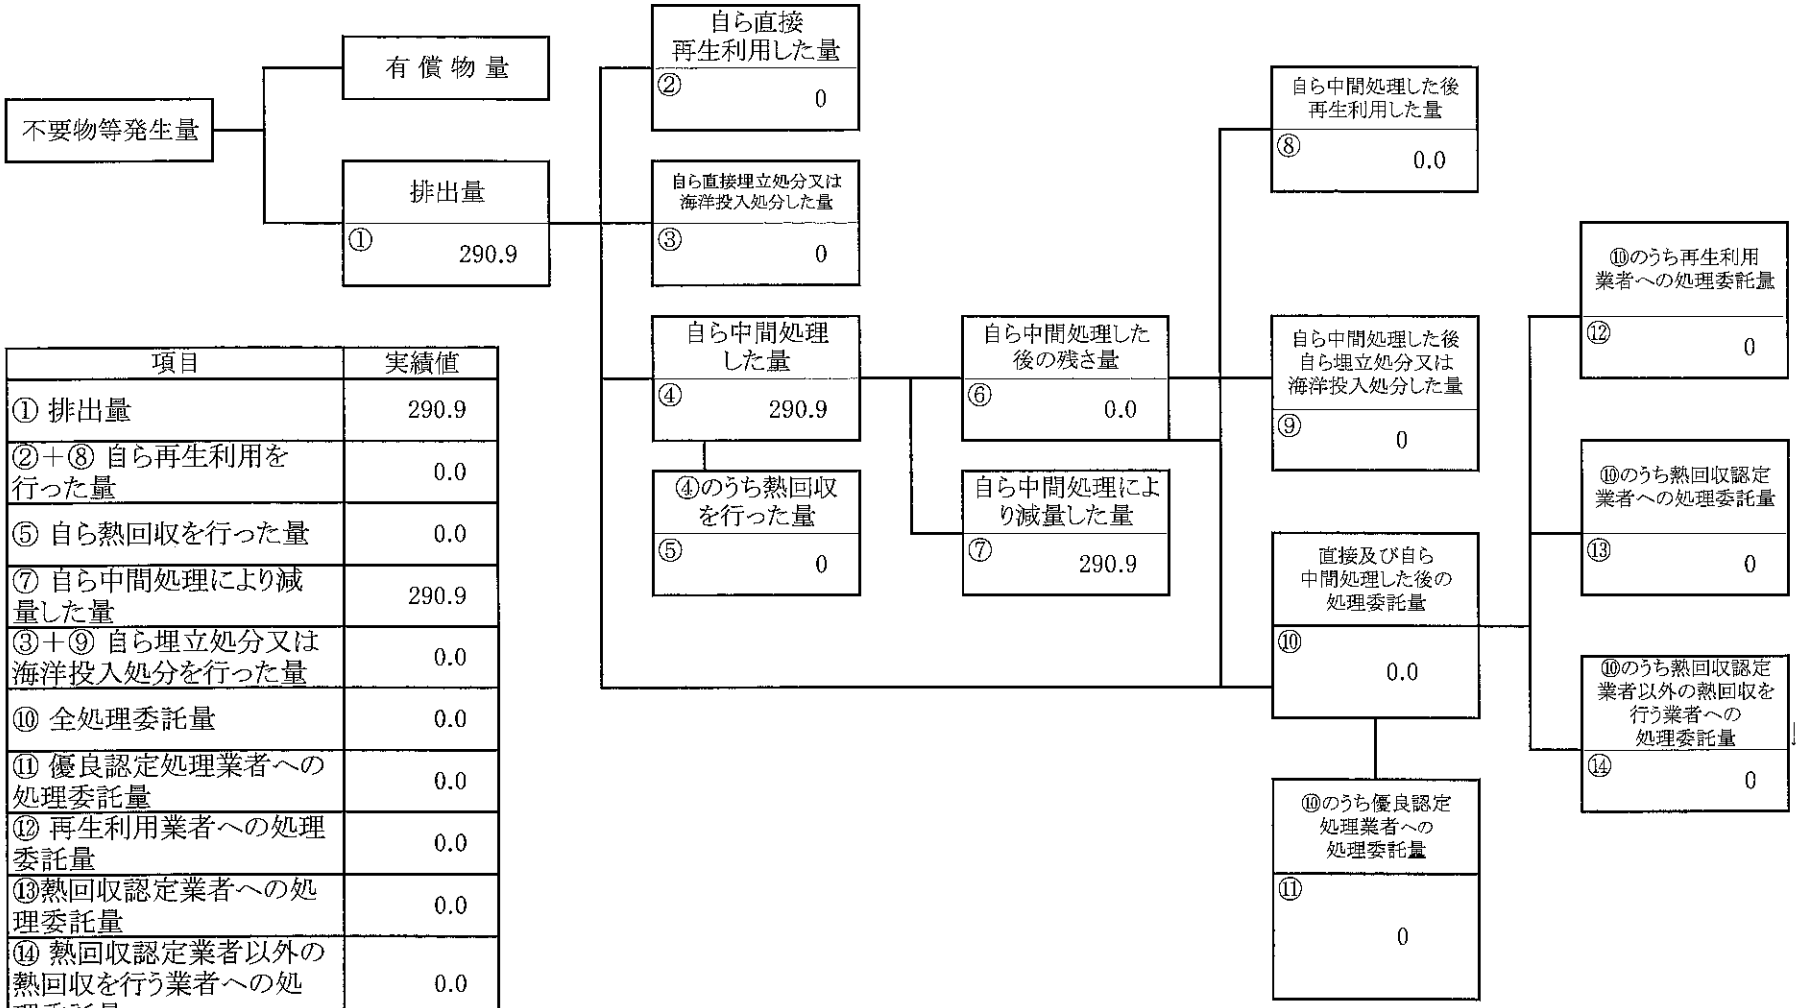 不要物等発生量
有償物量
排出量
①
290.9
自ら直接
再生利用した量
②
0
自ら直接埋立処分又は
海洋投入処分した量
③
0
自ら中間処理
した量
④
290.9
④のうち熱回収
を行った量
⑤
0
自ら中間処理した
後の残さ量
⑥
0.0
自ら中間処理によ
り減量した量
⑦
290.9
自ら中間処理した後
再生利用した量
⑧
0.0
自ら中間処理した後
自ら埋立処分又は
海洋投入処分した量
⑨
0
直接及び自ら
中間処理した後の
処理委託量
⑩
0.0
⑩のうち優良認定
処理業者への
処理委託量
⑪
0
⑩のうち再生利用
業者への処理委託量
⑫
0
⑩のうち熱回収認定
業者への処理委託量
⑬
0
⑩のうち熱回収認定
業者以外の熱回収を
行う業者への
処理委託量
⑭
0
項目 実績値
① 排出量 290.9
②+⑧ 自ら再生利用を
行った量 0.0
⑤ 自ら熱回収を行った量 0.0
⑦ 自ら中間処理により減
量した量 290.9
③+⑨ 自ら埋立処分又は
海洋投入処分を行った量 0.0
⑩ 全処理委託量 0.0
⑪ 優良認定処理業者への
処理委託量 0.0
⑫ 再生利用業者への処理
委託量 0.0
⑬熱回収認定業者への処
理委託量 0.0
⑭ 熱回収認定業者以外の
熱回収を行う業者への処 0.0